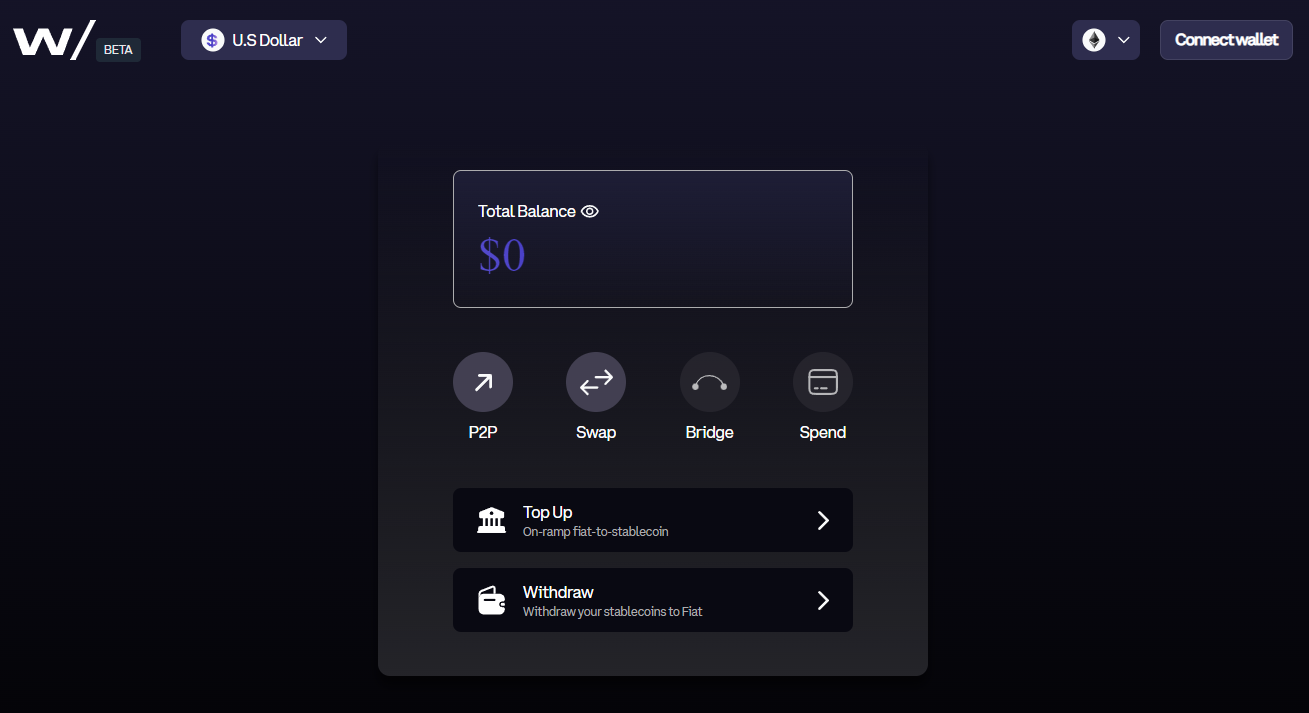 W/ BETA
$ U.S Dollar
Connect wallet
Total Balance
$0
P2P
Swap
Bridge
Spend
Top Up
On-ramp fiat-to-stablecoin
Withdraw
Withdraw your stablecoins to Fiat